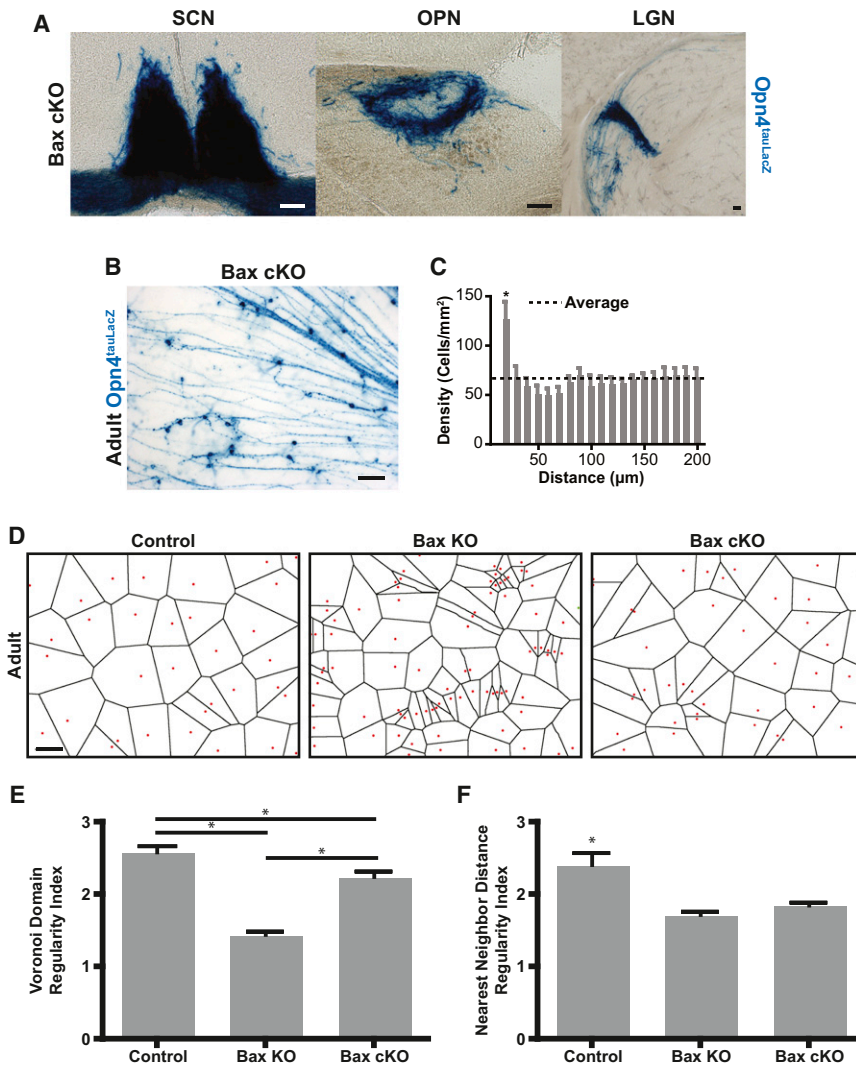 A
SCN
OPN
LGN
Bax cKO
Opn4tauLacZ
B
Bax cKO
Adult Opn4tauLacZ
C
*
Average
Density (Cells/mm²)
150
100
50
0
50
100
150
200
Distance (µm)
D
Control
Bax KO
Bax cKO
Adult
E
Voronoi Domain
Regularity Index
3
2
1
0
*
*
*
Control
Bax KO
Bax cKO
F
Nearest Neighbor Distance
Regularity Index
3
2
1
0
*
Control
Bax KO
Bax cKO